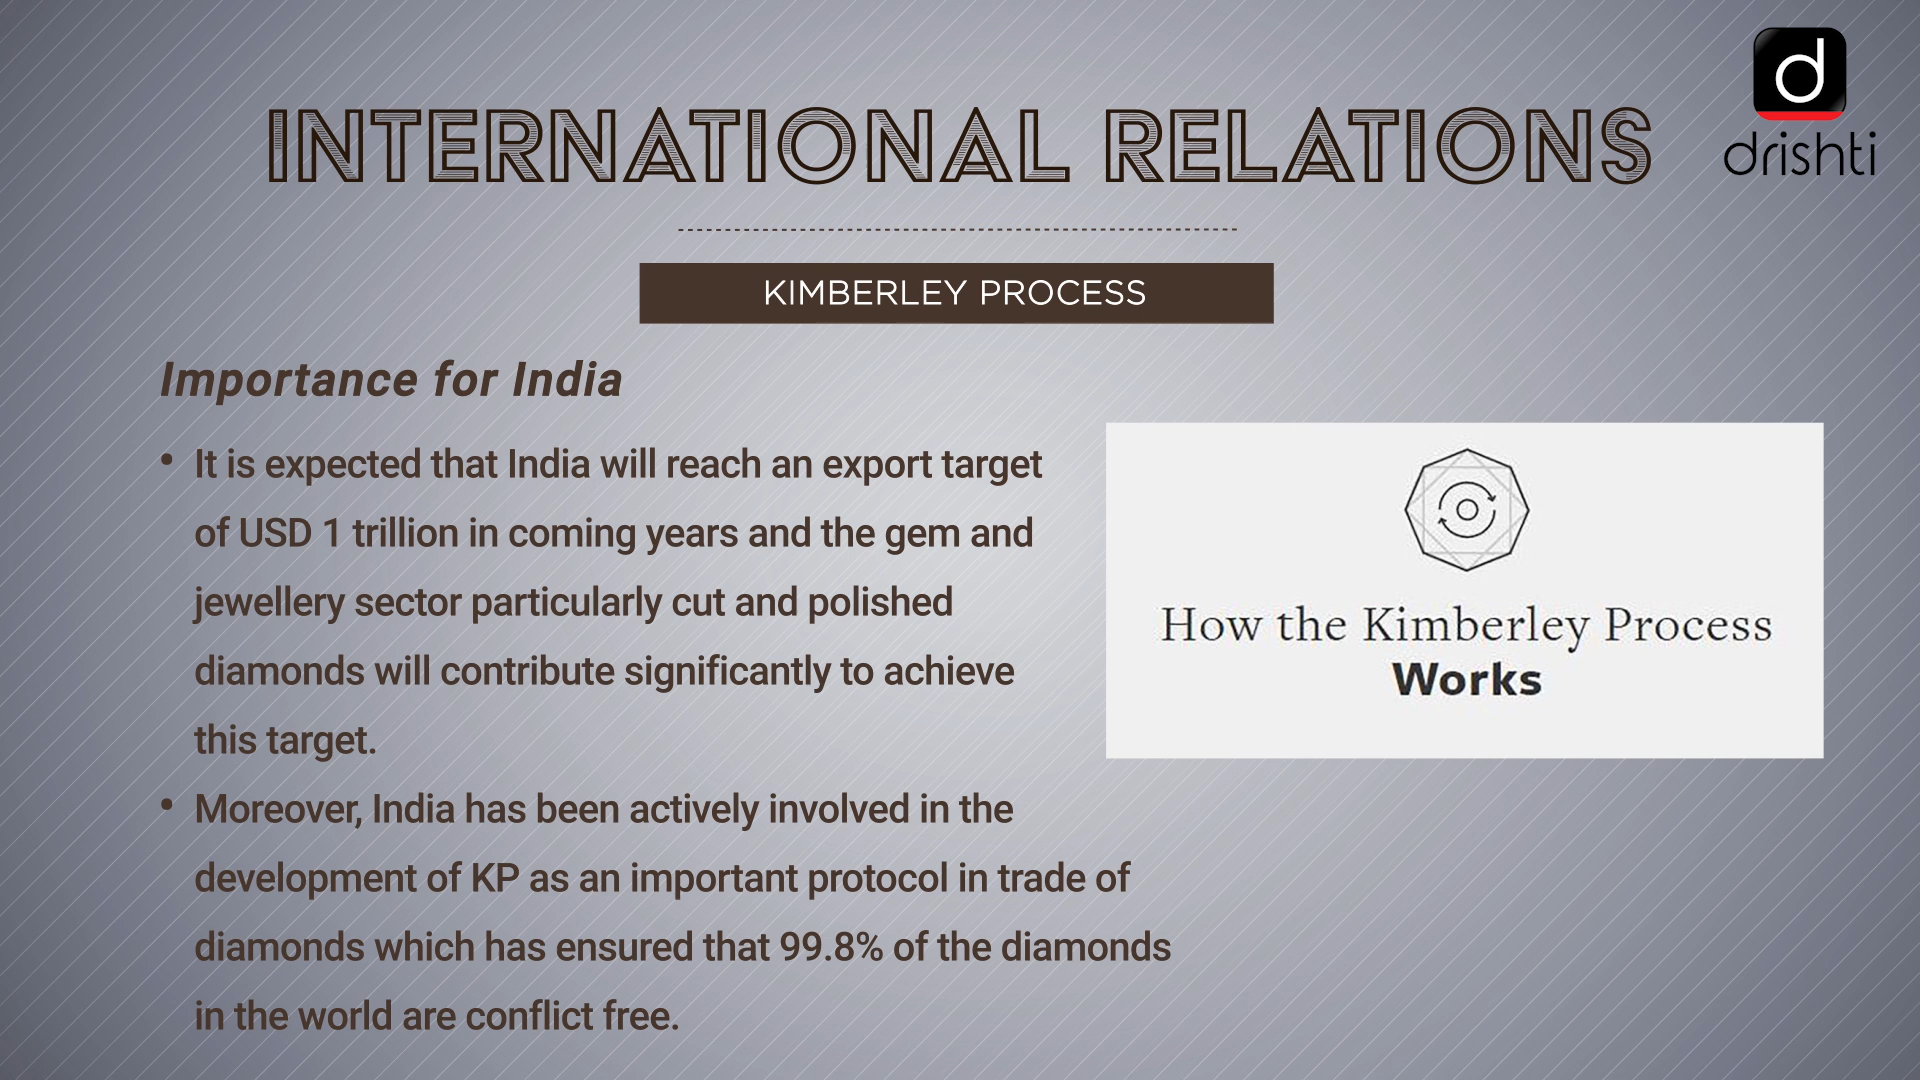 INTERNATIONAL RELATIONS
d
drishti
KIMBERLEY PROCESS
Importance for India
• It is expected that India will reach an export target
of USD 1 trillion in coming years and the gem and
jewellery sector particularly cut and polished
diamonds will contribute significantly to achieve
this target.
• Moreover, India has been actively involved in the
development of KP as an important protocol in trade of
diamonds which has ensured that 99.8% of the diamonds
in the world are conflict free.
How the Kimberley Process
Works